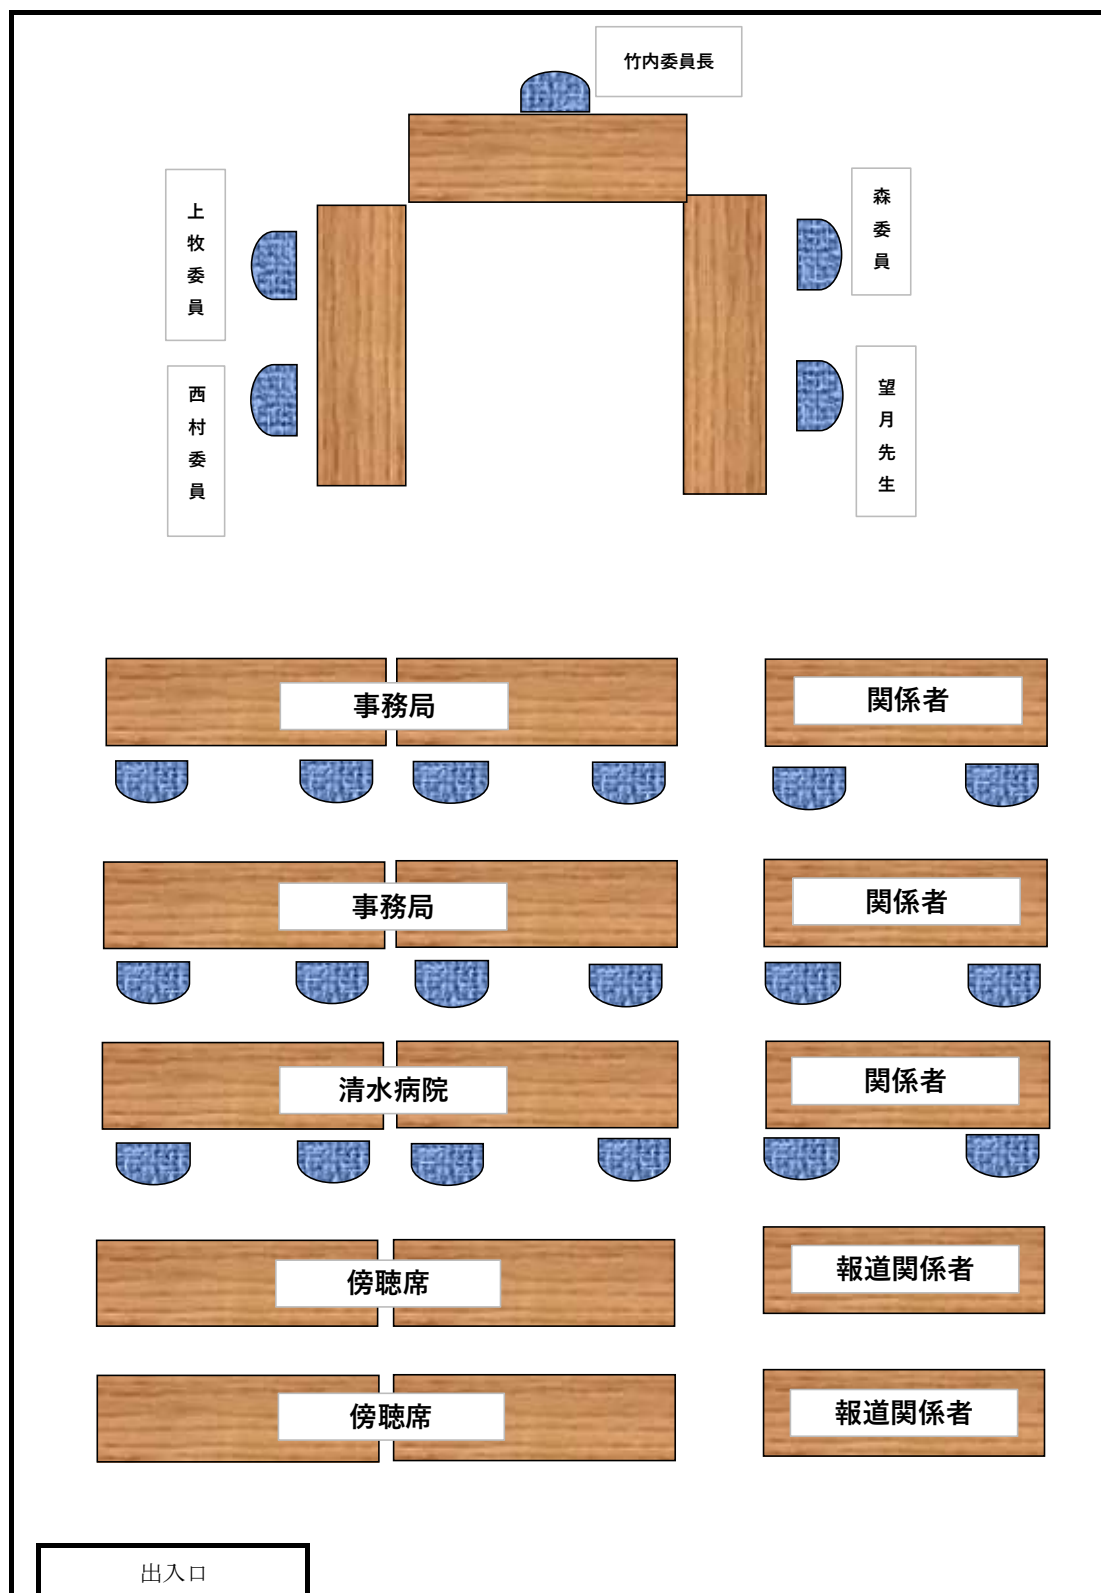 竹内委員長
上牧委員
森委員
西村委員
望月先生
事務局
関係者
事務局
関係者
清水病院
関係者
傍聴席
報道関係者
傍聴席
報道関係者
出入口